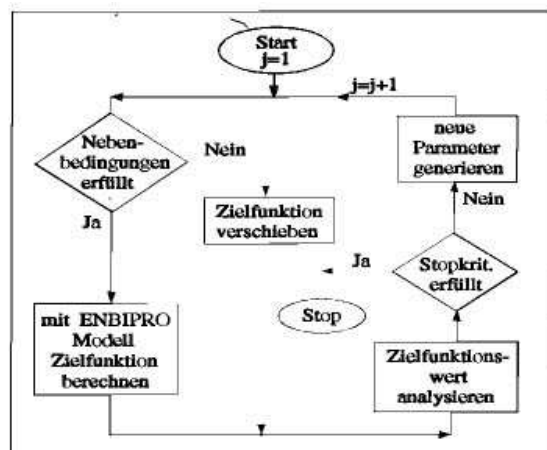 Start
j=1
j=j+1
Neben-
bedingungen
erfüllt
Nein
neue
Parameter
generieren
Nein
Ja
Zielfunktion
verschieben
Ja
Stopkrit.
erfüllt
Stop
mit ENBIPRO
Modell
Zielfunktion
berechnen
Zielfunktions-
wert
analysieren